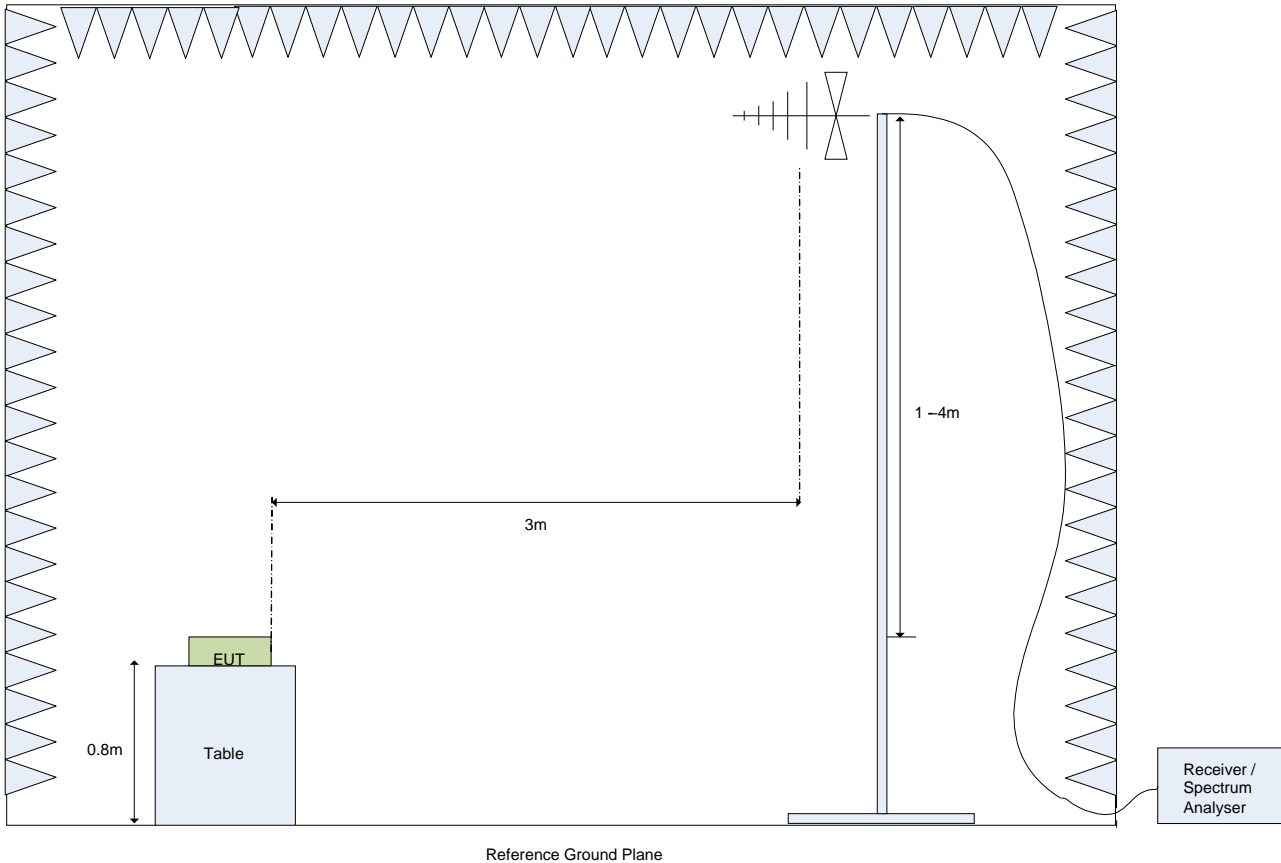 1 –4m
3m
EUT
0.8m
Table
Receiver /
Spectrum
Analyser
Reference Ground Plane